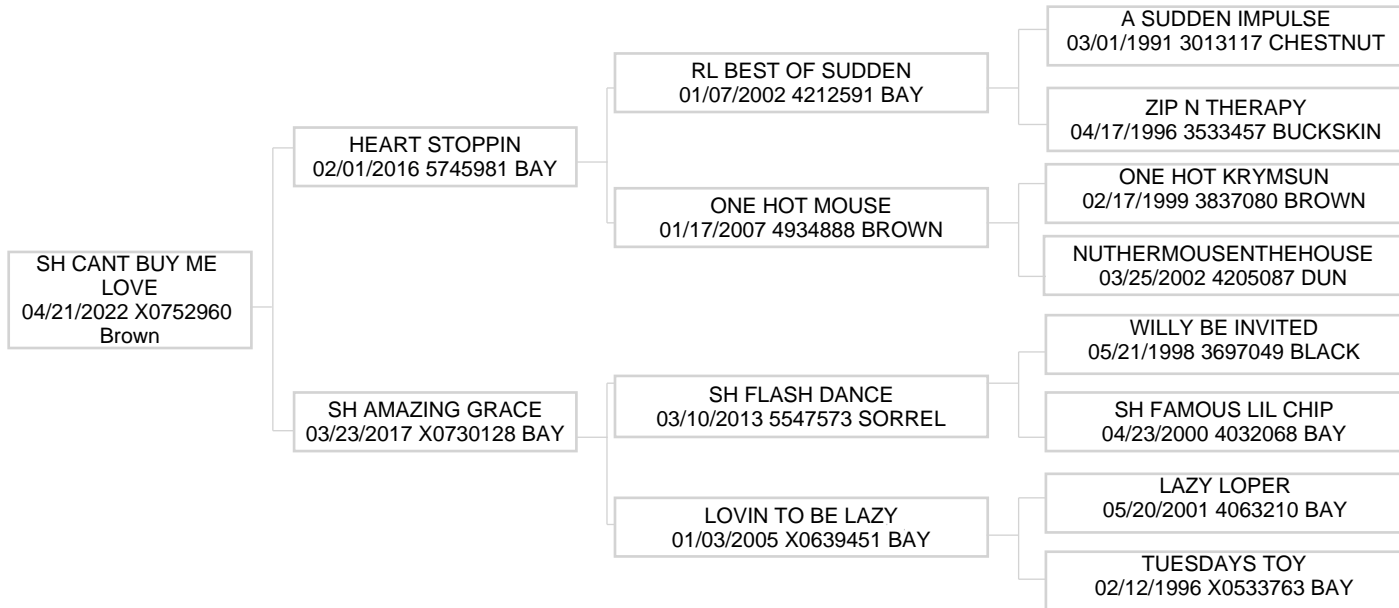 SH CANT BUY ME
LOVE
04/21/2022 X0752960
Brown
HEART STOPPIN
02/01/2016 5745981 BAY
SH AMAZING GRACE
03/23/2017 X0730128 BAY
RL BEST OF SUDDEN
01/07/2002 4212591 BAY
ONE HOT MOUSE
01/17/2007 4934888 BROWN
SH FLASH DANCE
03/10/2013 5547573 SORREL
LOVIN TO BE LAZY
01/03/2005 X0639451 BAY
A SUDDEN IMPULSE
03/01/1991 3013117 CHESTNUT
ZIP N THERAPY
04/17/1996 3533457 BUCKSKIN
ONE HOT KRYMSUN
02/17/1999 3837080 BROWN
NUTHERMOUSENTHEHOUSE
03/25/2002 4205087 DUN
WILLY BE INVITED
05/21/1998 3697049 BLACK
SH FAMOUS LIL CHIP
04/23/2000 4032068 BAY
LAZY LOPER
05/20/2001 4063210 BAY
TUESDAYS TOY
02/12/1996 X0533763 BAY